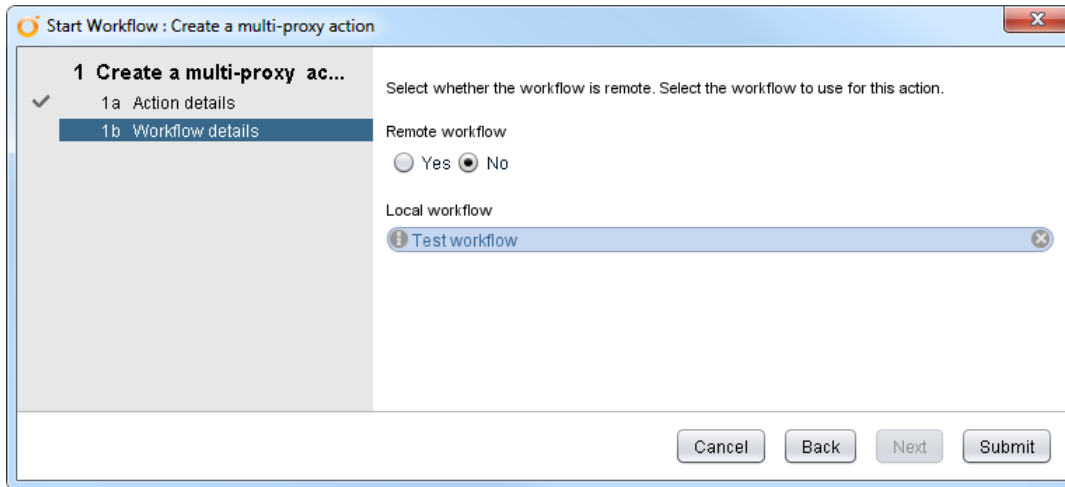 Start Workflow : Create a multi-proxy action
1 Create a multi-proxy ac...
1a Action details
1b Workflow details
Select whether the workflow is remote. Select the workflow to use for this action.
Remote workflow
Yes No
Local workflow
Test workflow
Cancel Back Next Submit